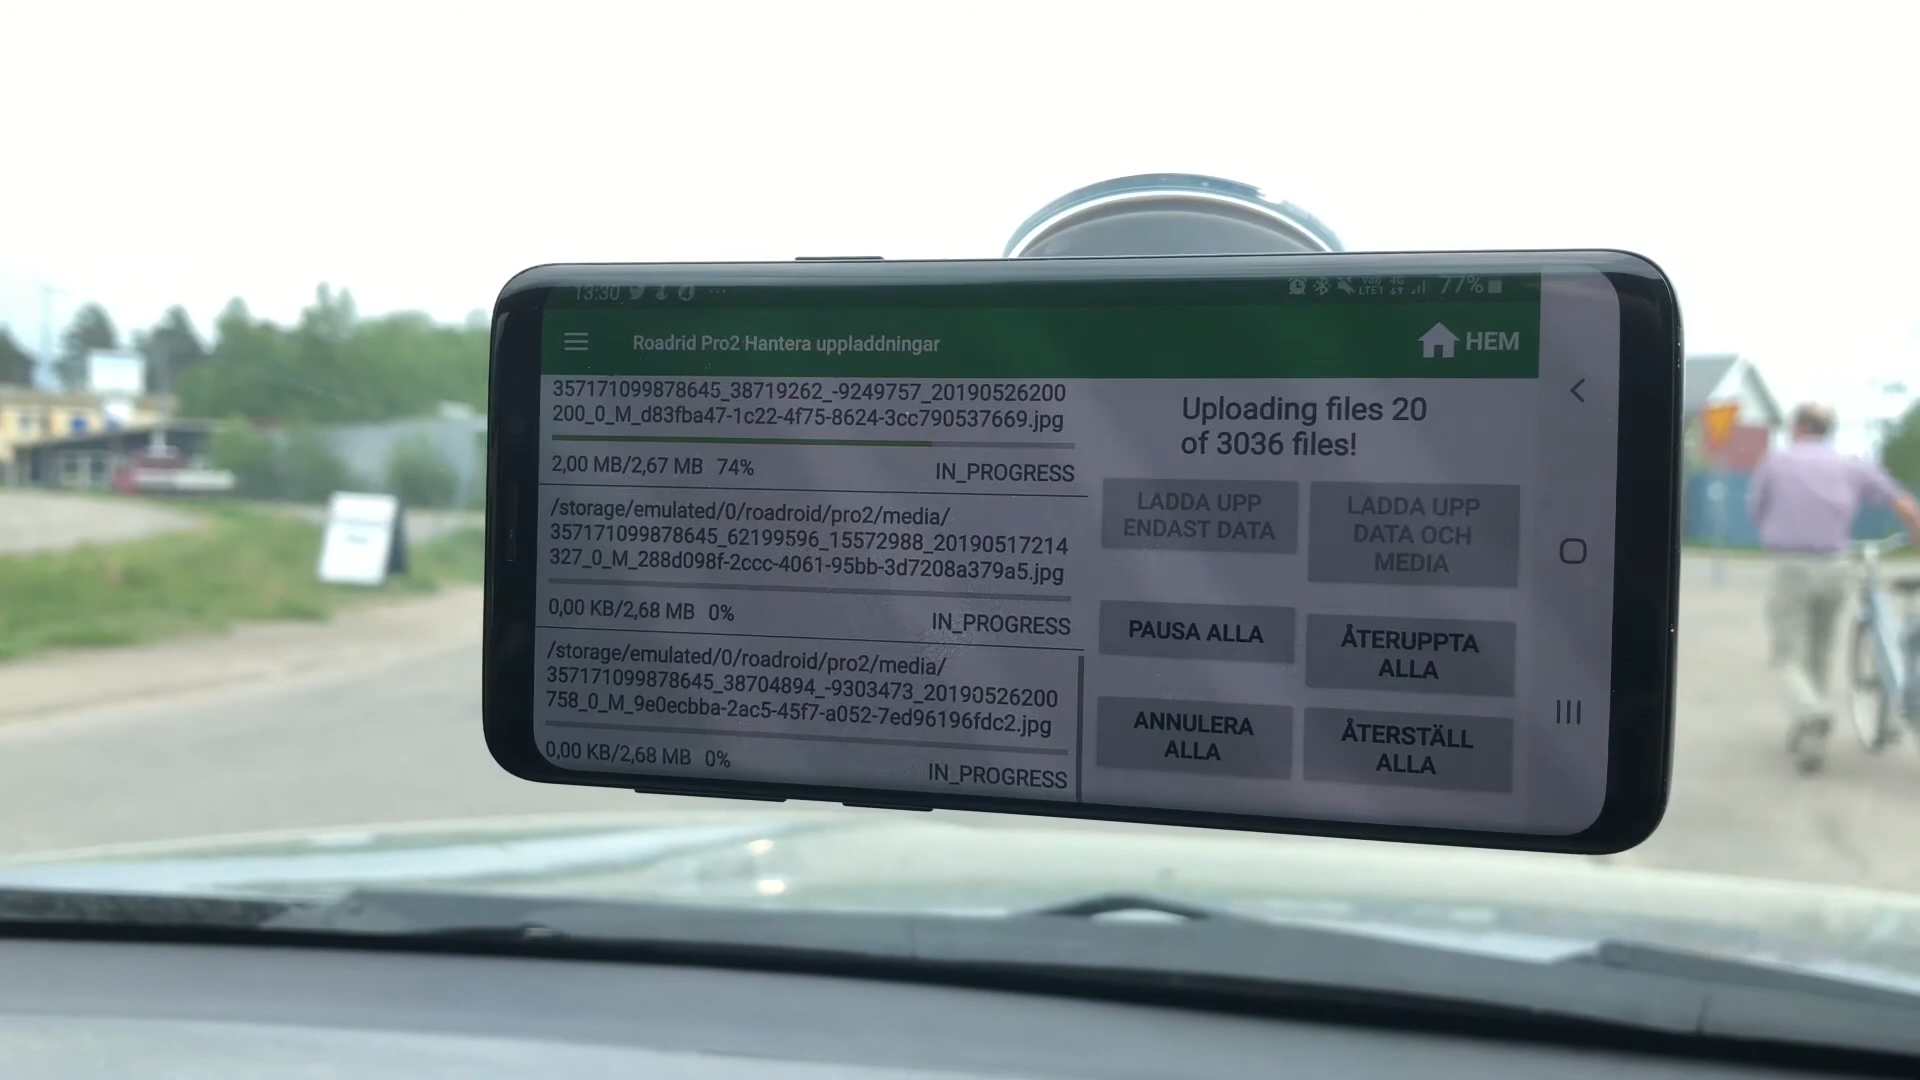 13:30
VoLTE1 4G 77%
Roadrid Pro2 Hantera uppladdningar
HEM
357171099878645_38719262_-9249757_20190526200
200_0_M_d83fba47-1c22-4f75-8624-3cc790537669.jpg
2,00 MB/2,67 MB 74%
IN_PROGRESS
/storage/emulated/0/roadroid/pro2/media/
357171099878645_62199596_15572988_20190517214
327_0_M_288d098f-2ccc-4061-95bb-3d7208a379a5.jpg
0,00 KB/2,68 MB 0%
IN_PROGRESS
/storage/emulated/0/roadroid/pro2/media/
357171099878645_38704894_-9303473_20190526200
758_0_M_9e0ecbba-2ac5-45f7-a052-7ed96196fdc2.jpg
0,00 KB/2,68 MB 0%
IN_PROGRESS
Uploading files 20
of 3036 files!
LADDA UPP
ENDAST DATA
LADDA UPP
DATA OCH
MEDIA
PAUSA ALLA
ÅTERUPPTA
ALLA
ANNULERA
ALLA
ÅTERSTÄLL
ALLA